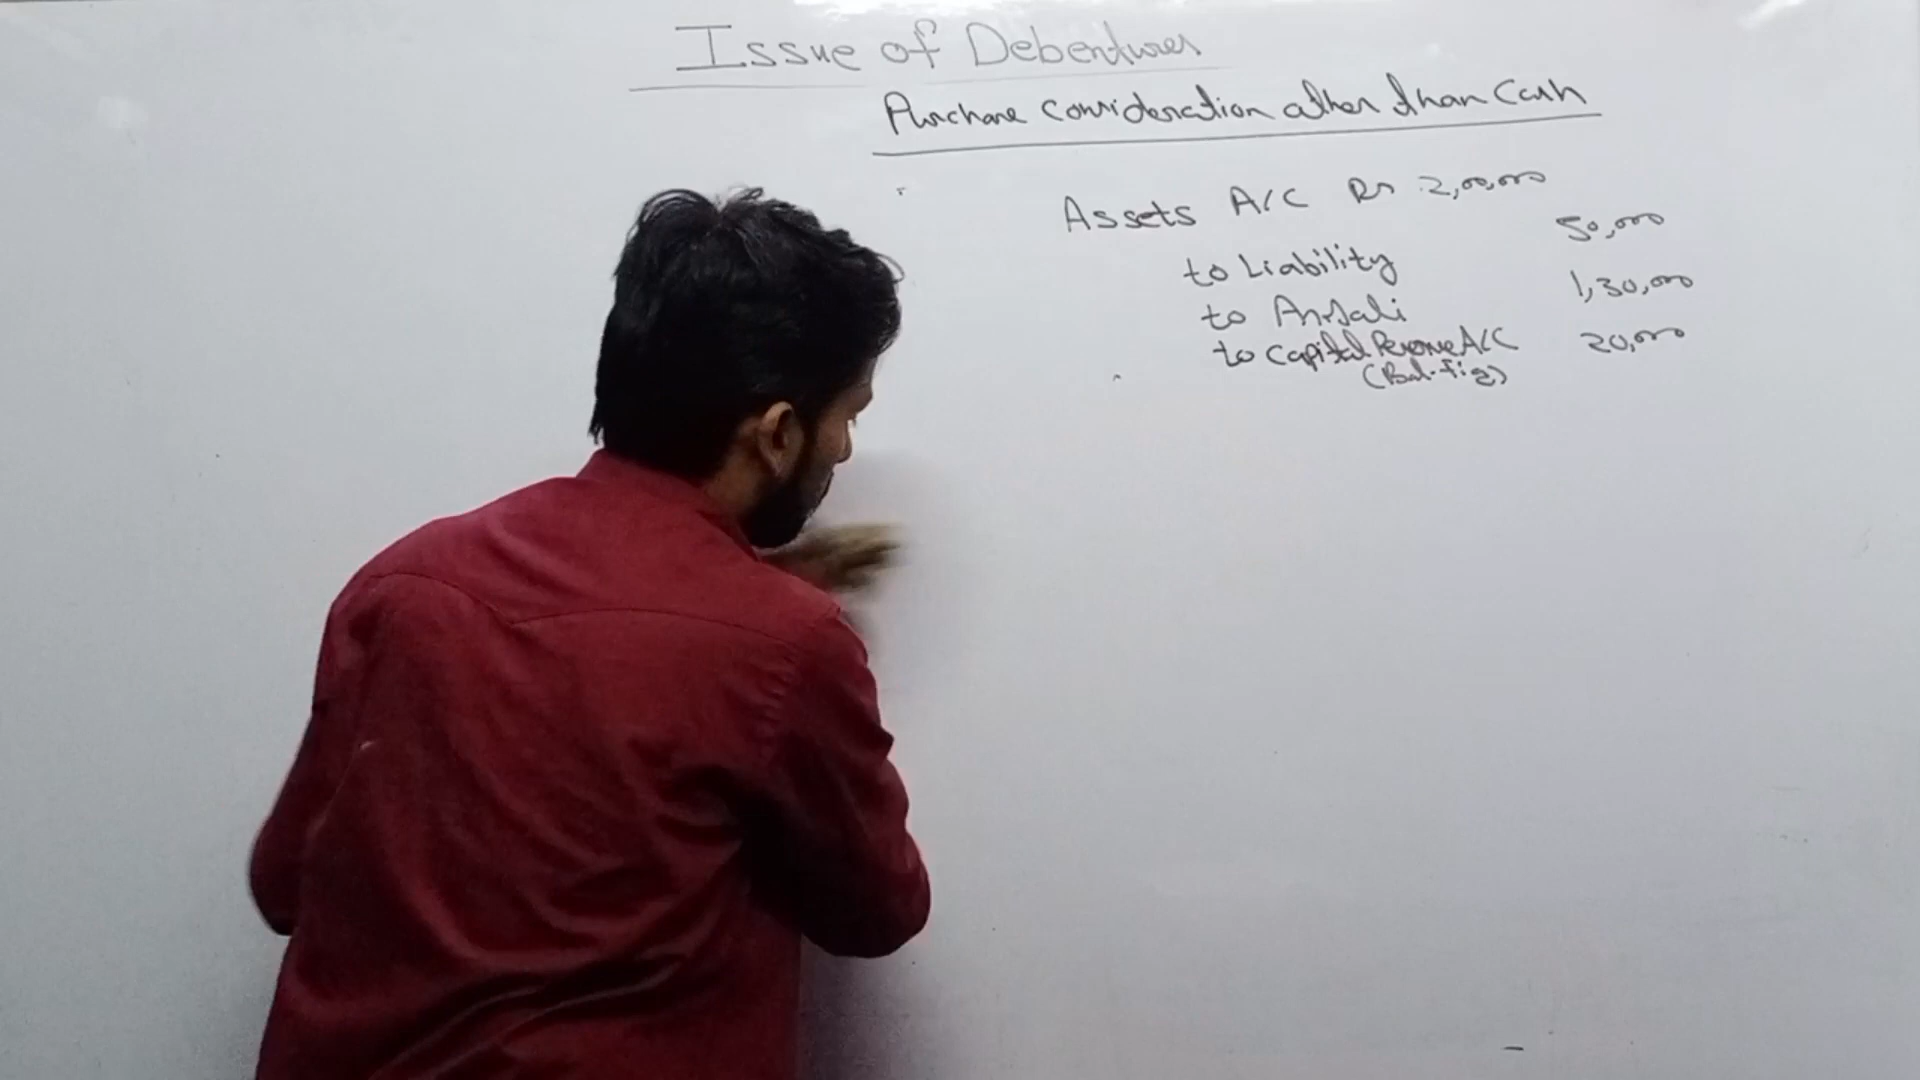 Issue of Debentures
Purchase consideration other than Cash
Assets A/C Dr 2,00,000
to Liability 50,000
to Anjali 1,30,000
to Capital Reserve A/C 20,000
(Bal. fig)